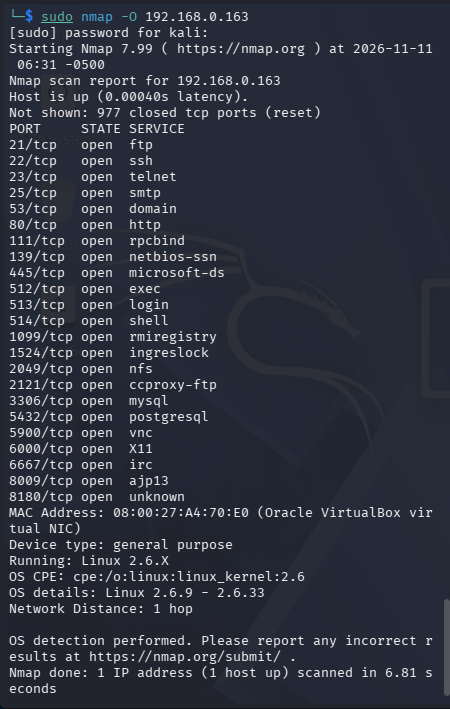 └─$ sudo nmap -O 192.168.0.163
[sudo] password for kali:
Starting Nmap 7.99 ( https://nmap.org ) at 2026-11-11
 06:31 -0500
Nmap scan report for 192.168.0.163
Host is up (0.00040s latency).
Not shown: 977 closed tcp ports (reset)
PORT     STATE SERVICE
21/tcp   open  ftp
22/tcp   open  ssh
23/tcp   open  telnet
25/tcp   open  smtp
53/tcp   open  domain
80/tcp   open  http
111/tcp  open  rpcbind
139/tcp  open  netbios-ssn
445/tcp  open  microsoft-ds
512/tcp  open  exec
513/tcp  open  login
514/tcp  open  shell
1099/tcp open  rmiregistry
1524/tcp open  ingreslock
2049/tcp open  nfs
2121/tcp open  ccproxy-ftp
3306/tcp open  mysql
5432/tcp open  postgresql
5900/tcp open  vnc
6000/tcp open  X11
6667/tcp open  irc
8009/tcp open  ajp13
8180/tcp open  unknown
MAC Address: 08:00:27:A4:70:E0 (Oracle VirtualBox vir
tual NIC)
Device type: general purpose
Running: Linux 2.6.X
OS CPE: cpe:/o:linux:linux_kernel:2.6
OS details: Linux 2.6.9 - 2.6.33
Network Distance: 1 hop

OS detection performed. Please report any incorrect r
esults at https://nmap.org/submit/ .
Nmap done: 1 IP address (1 host up) scanned in 6.81 s
econds